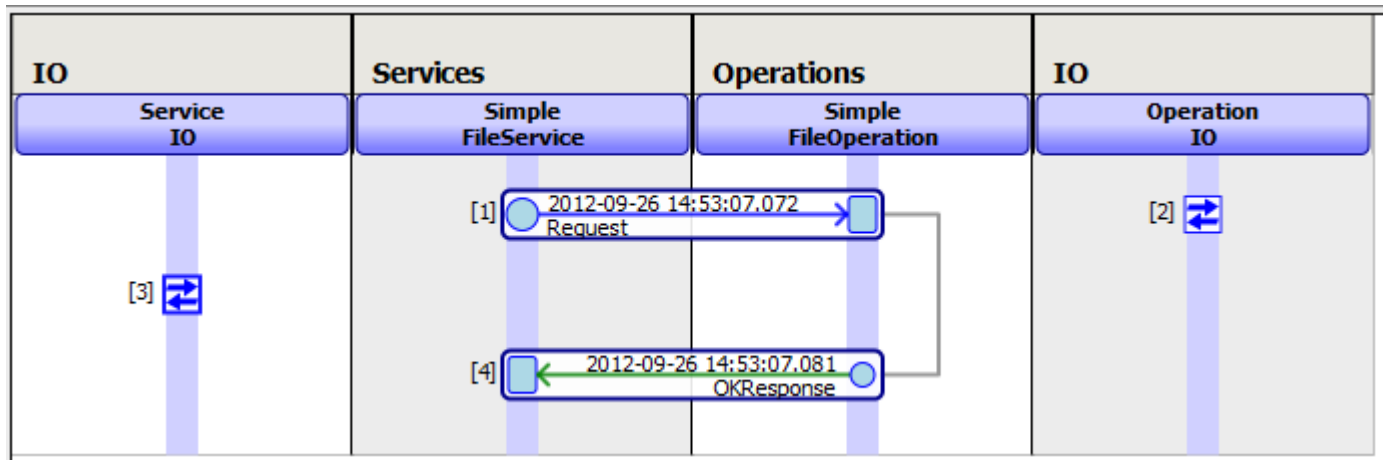 IO
Services
Operations
IO
Service
IO
Simple
FileService
Simple
FileOperation
Operation
IO
[1]
2012-09-26 14:53:07.072
Request
[2]
[3]
[4]
2012-09-26 14:53:07.081
OKResponse